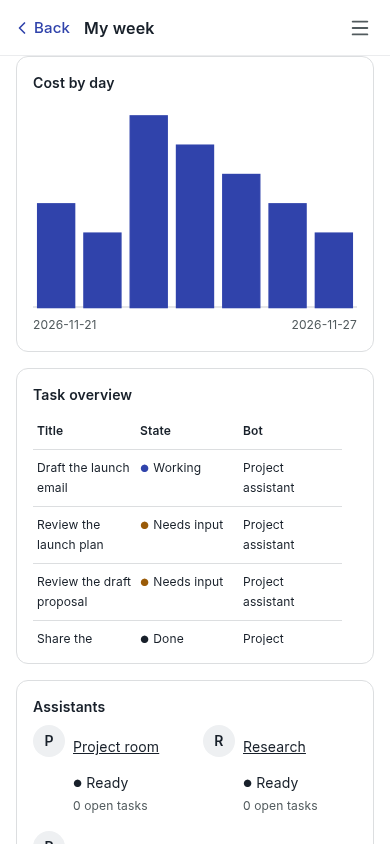 Back My week
Cost by day
2026-11-21 2026-11-27
Task overview
Title State Bot
Draft the launch email Working Project assistant
Review the launch plan Needs input Project assistant
Review the draft proposal Needs input Project assistant
Share the Done Project
Assistants
P Project room R Research
Ready Ready
0 open tasks 0 open tasks